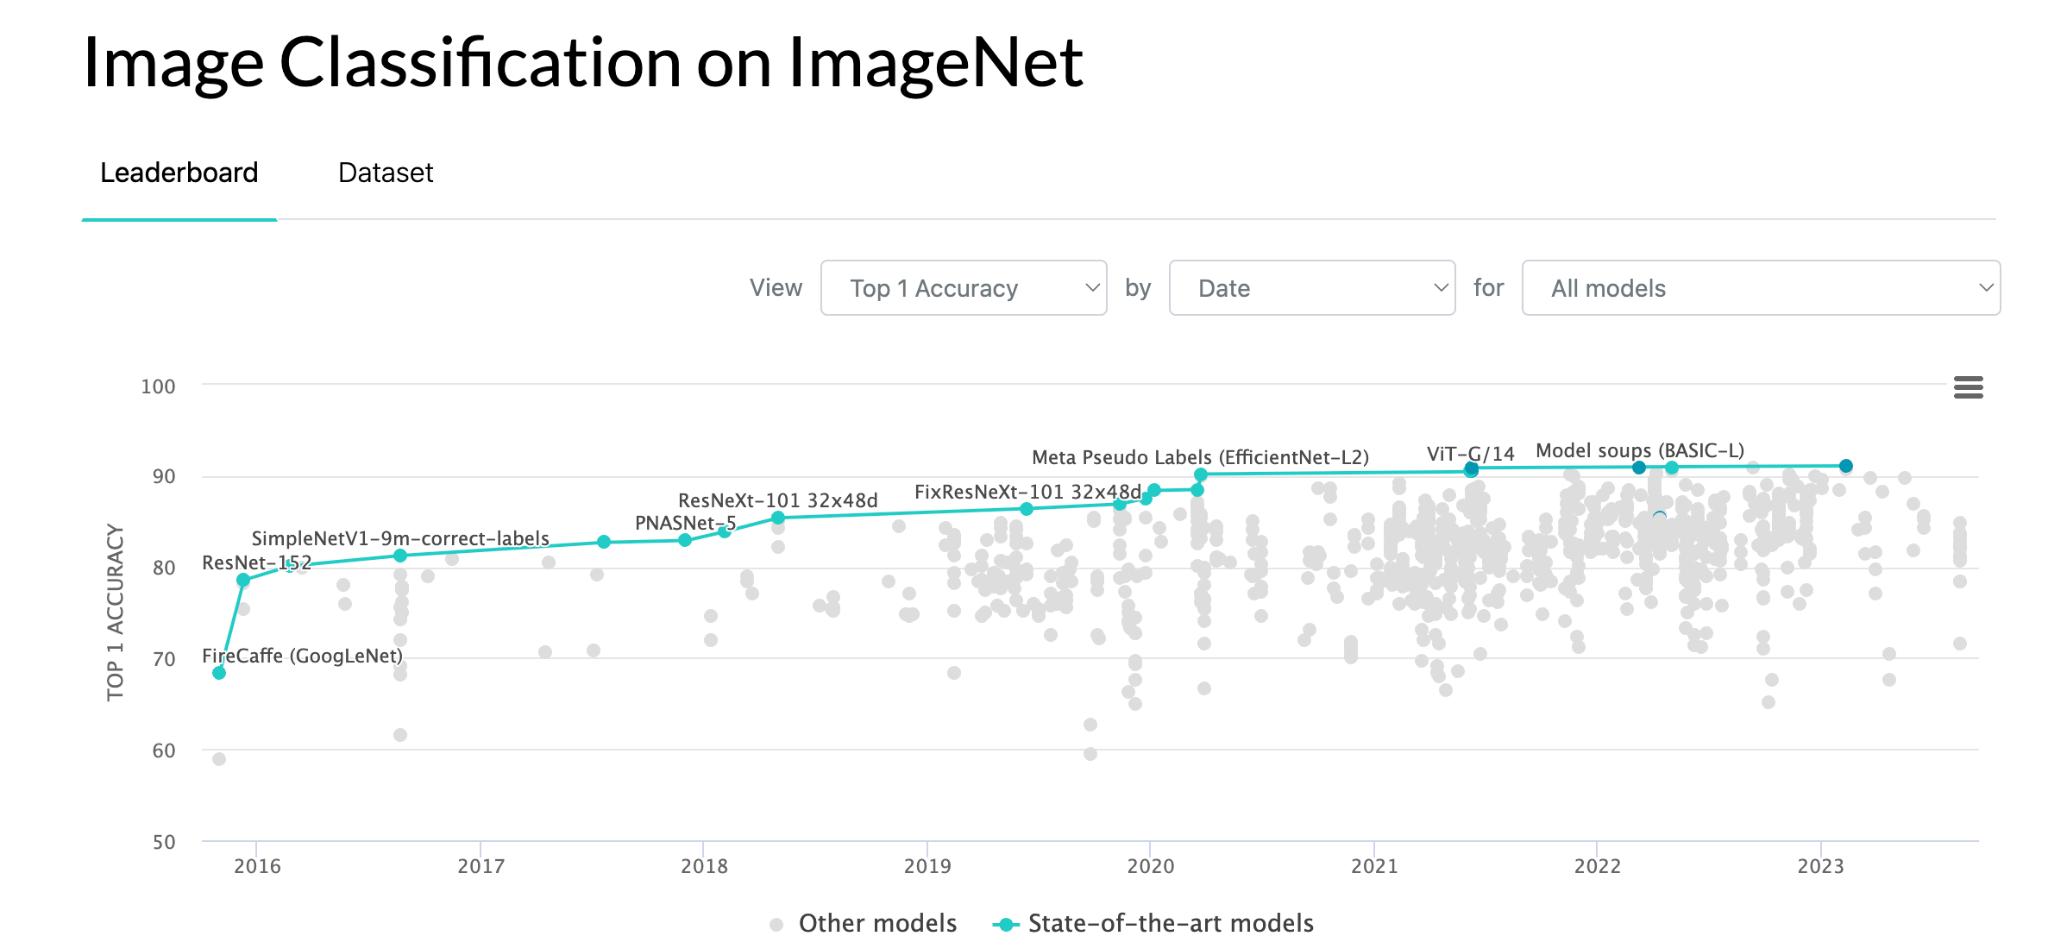 Image Classification on ImageNet
Leaderboard Dataset
View Top 1 Accuracy by Date for All models
TOP 1 ACCURACY
100
90
80
70
60
50
FireCaffe (GoogLeNet)
ResNet-152
SimpleNetV1-9m-correct-labels
PNASNet-5
ResNeXt-101 32x48d
FixResNeXt-101 32x48d
Meta Pseudo Labels (EfficientNet-L2)
ViT-G/14
Model soups (BASIC-L)
2016 2017 2018 2019 2020 2021 2022 2023
Other models State-of-the-art models